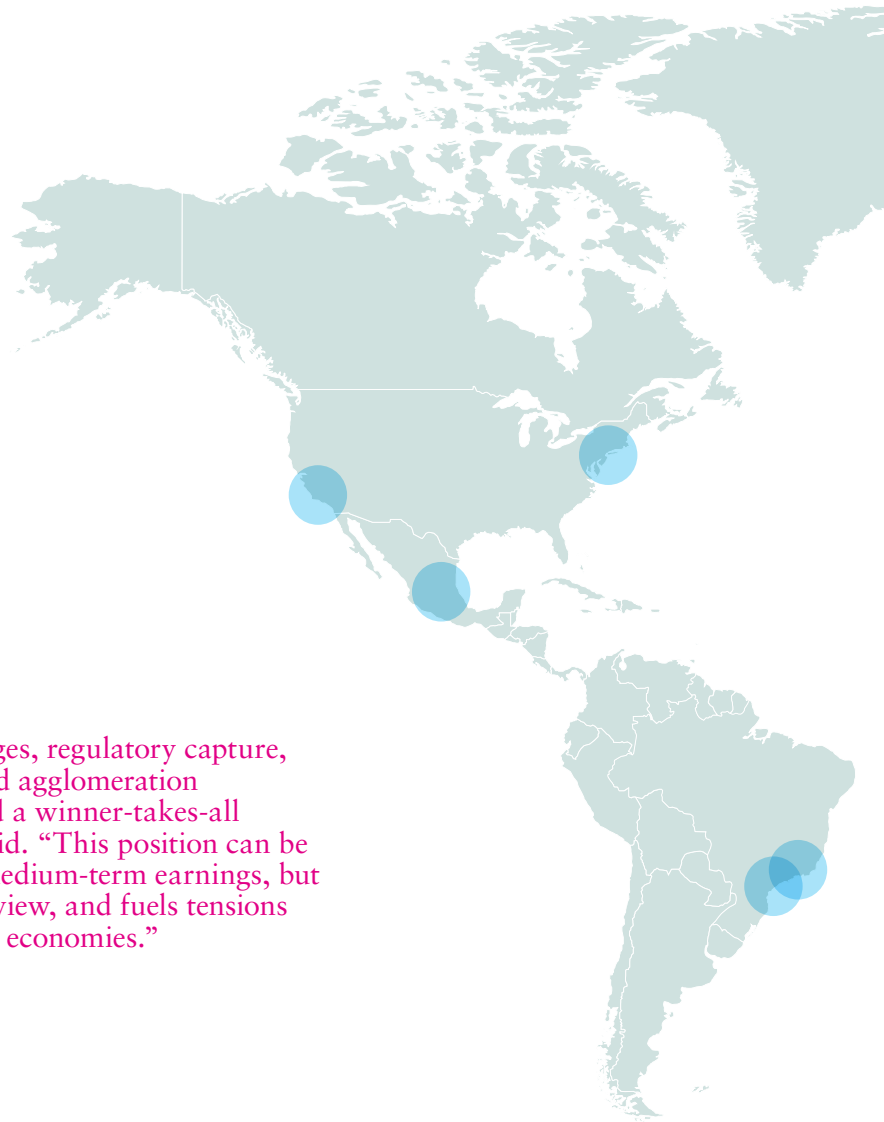 ges, regulatory capture,
d agglomeration
d a winner-takes-all
id. “This position can be
edium-term earnings, but
view, and fuels tensions
economies.”